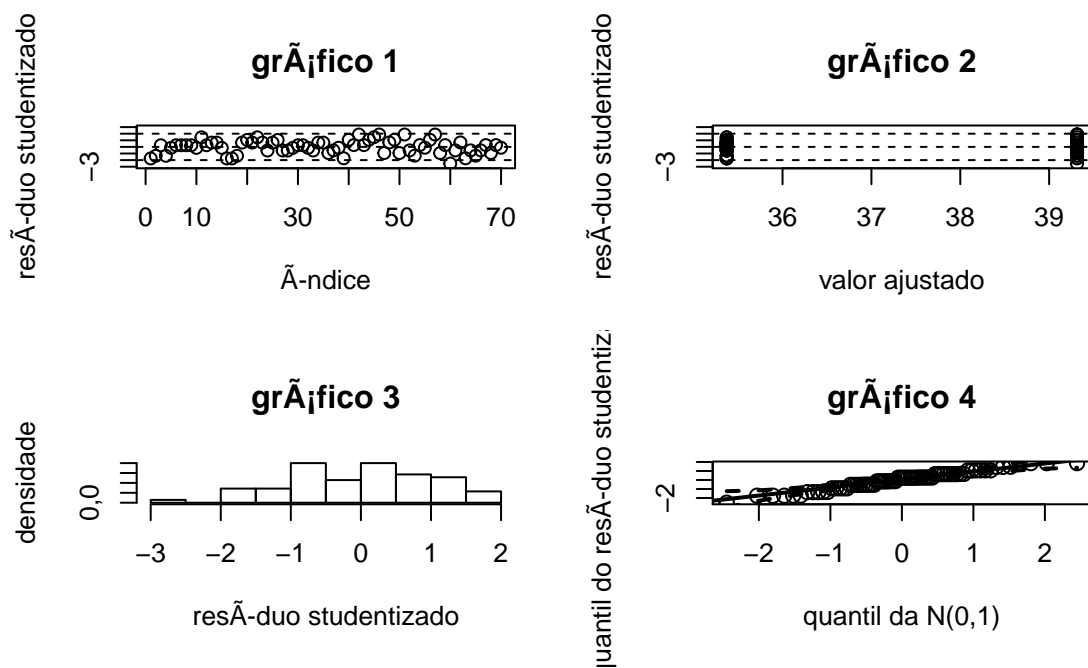 grÃ¡fico 1
resÃ-duo studentizado
−3
0 10 30 50 70
Ã-ndice
grÃ¡fico 2
resÃ-duo studentizado
−3
36 37 38 39
valor ajustado
grÃ¡fico 3
densidade
0,0
−3 −2 −1 0 1 2
resÃ-duo studentizado
grÃ¡fico 4
quantil do resÃ-duo studentiz
−2
−2 −1 0 1 2
quantil da N(0,1)